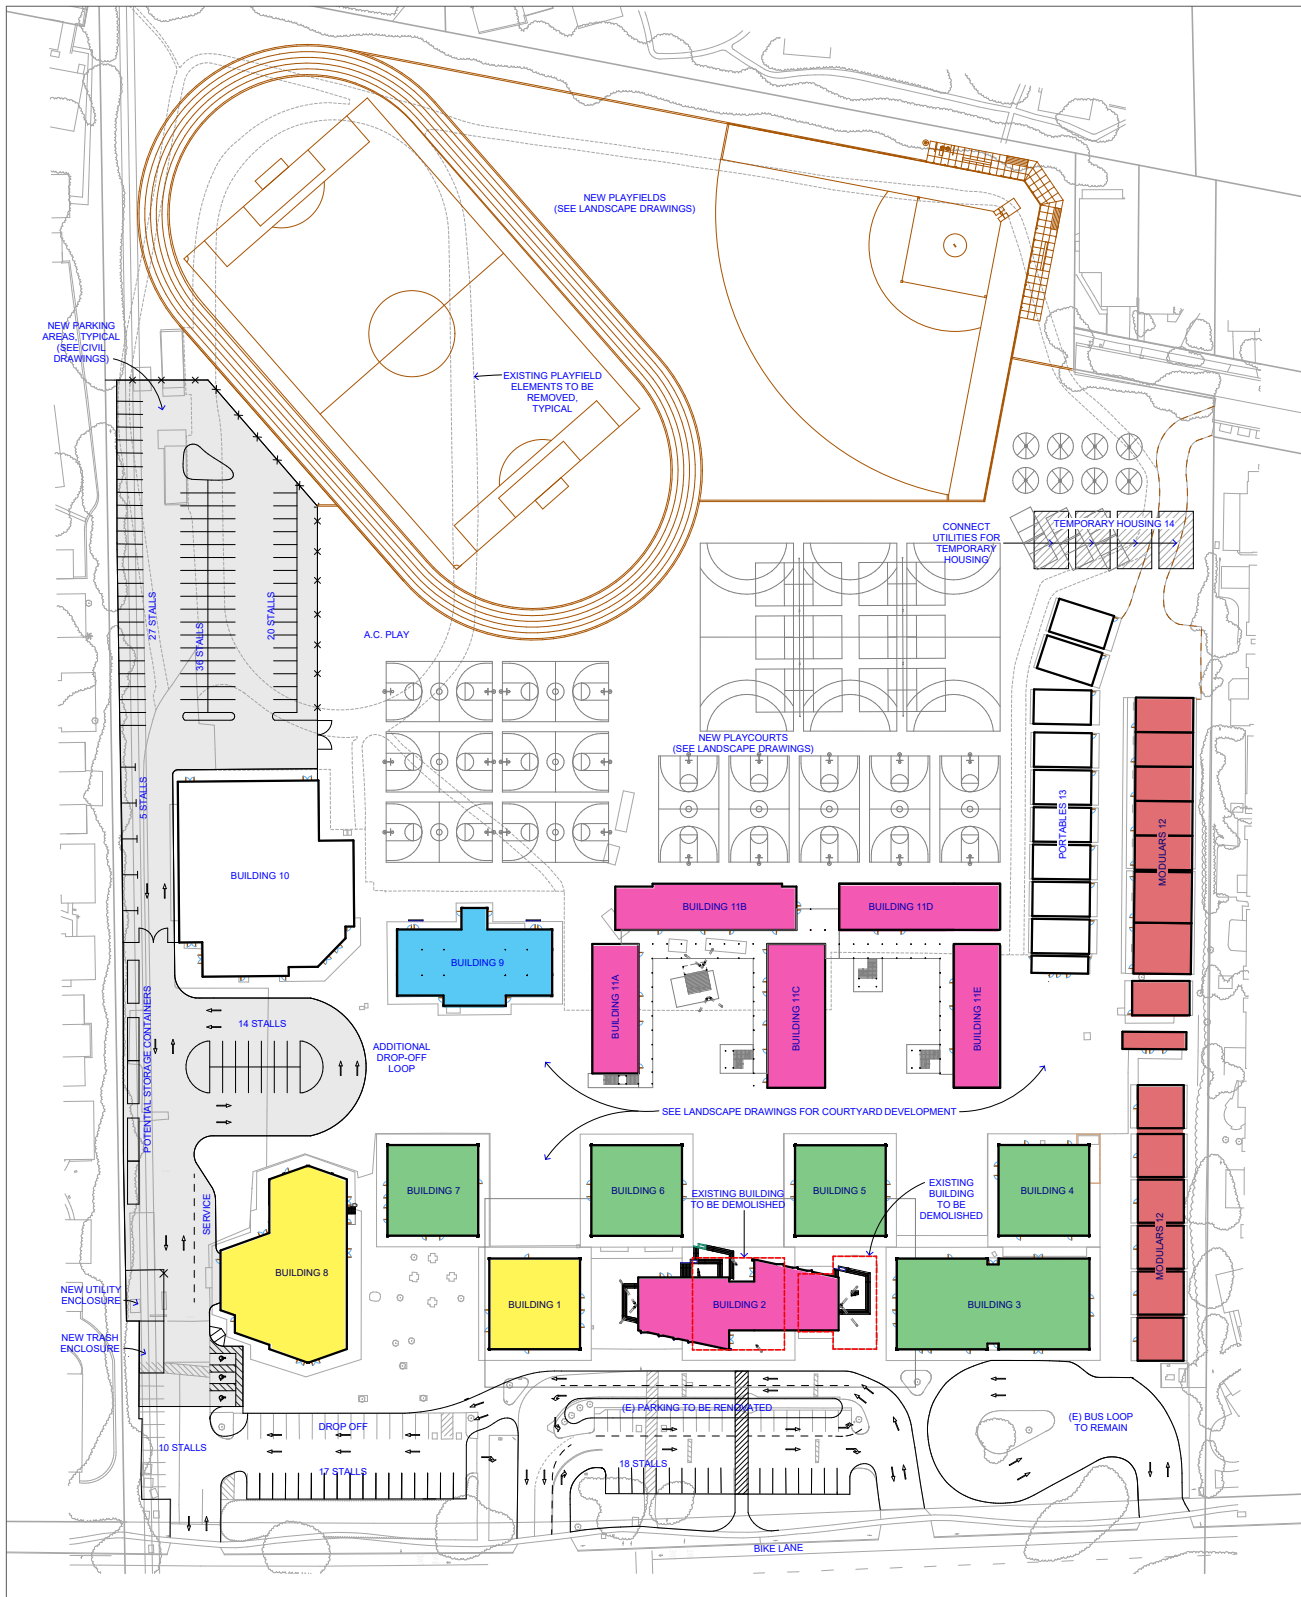 NEW PLAYFIELDS
(SEE LANDSCAPE DRAWINGS)
NEW PARKING
AREAS, TYPICAL
(SEE CIVIL
DRAWINGS)
EXISTING PLAYFIELD
ELEMENTS TO BE
REMOVED,
TYPICAL
CONNECT
UTILITIES FOR
TEMPORARY
HOUSING
TEMPORARY HOUSING 14
27 STALLS
36 STALLS
20 STALLS
A.C. PLAY
NEW PLAYCOURTS
(SEE LANDSCAPE DRAWINGS)
5 STALLS
PORTABLES 13
MODULARS 12
BUILDING 10
BUILDING 11B
BUILDING 11D
BUILDING 9
BUILDING 11A
BUILDING 11C
BUILDING 11E
POTENTIAL STORAGE CONTAINERS
14 STALLS
ADDITIONAL
DROP-OFF
LOOP
SEE LANDSCAPE DRAWINGS FOR COURTYARD DEVELOPMENT
SERVICE
BUILDING 7
BUILDING 6
EXISTING BUILDING
TO BE DEMOLISHED
BUILDING 5
EXISTING
BUILDING
TO BE
DEMOLISHED
BUILDING 4
MODULARS 12
BUILDING 8
NEW UTILITY
ENCLOSURE
BUILDING 1
BUILDING 2
BUILDING 3
NEW TRASH
ENCLOSURE
(E) PARKING TO BE RENOVATED
DROP OFF
(E) BUS LOOP
TO REMAIN
10 STALLS
17 STALLS
18 STALLS
BIKE LANE